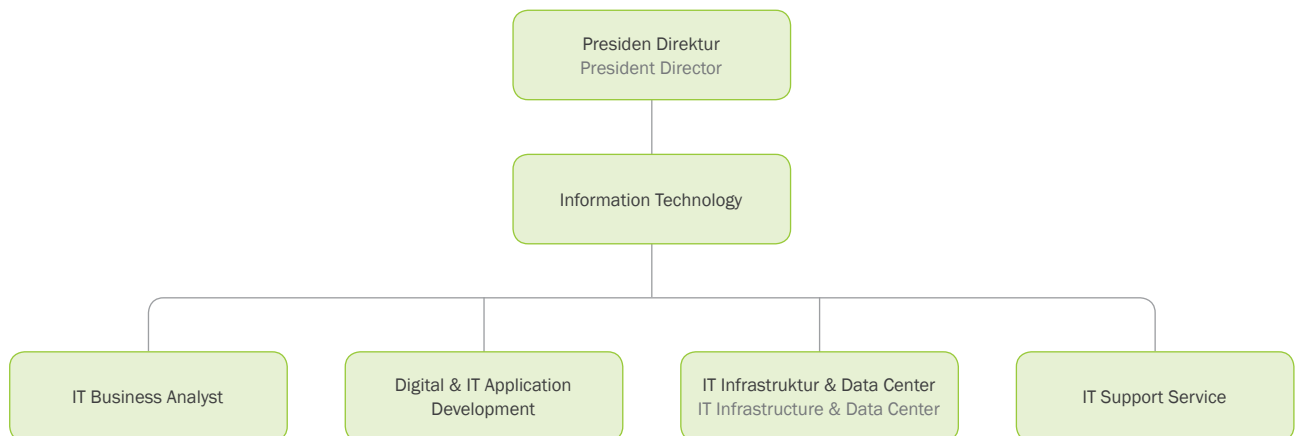 Presiden Direktur
President Director
Information Technology
IT Business Analyst
Digital & IT Application
Development
IT Infrastruktur & Data Center
IT Infrastructure & Data Center
IT Support Service